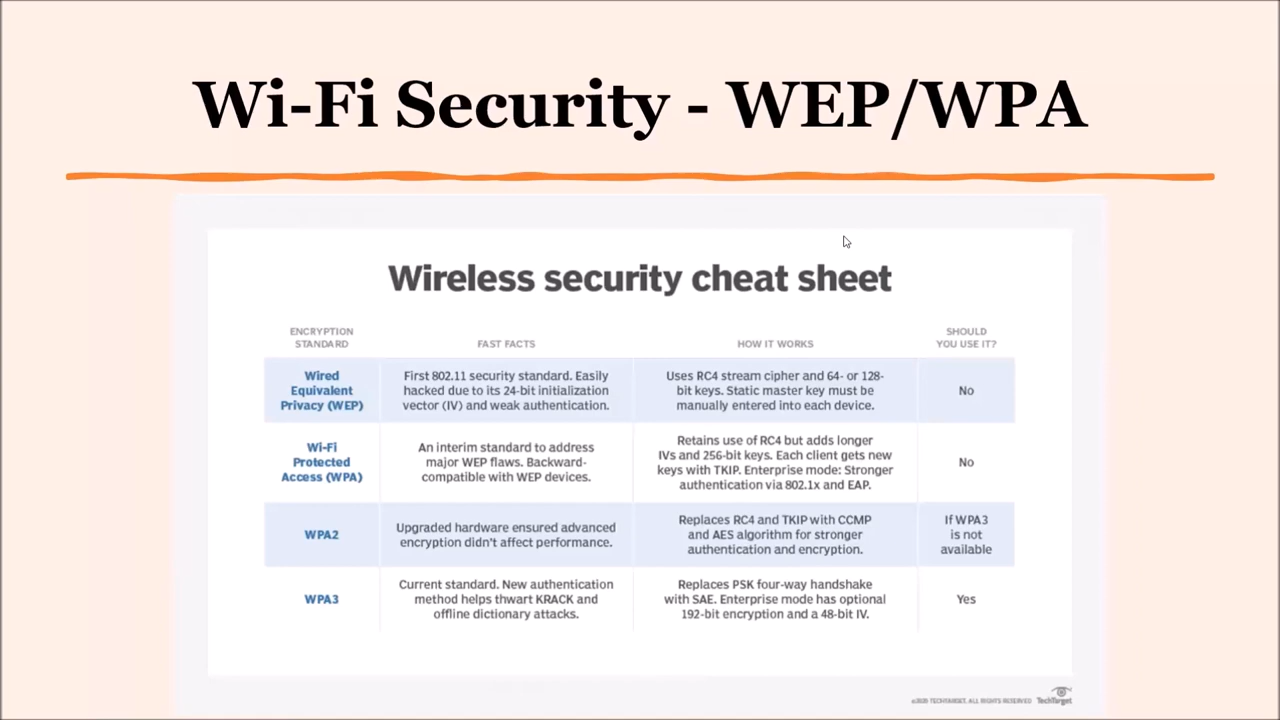 Wi-Fi Security - WEP/WPA
Wireless security cheat sheet
ENCRYPTION
STANDARD
FAST FACTS
HOW IT WORKS
SHOULD
YOU USE IT?
Wired
Equivalent
Privacy (WEP)
First 802.11 security standard. Easily
hacked due to its 24-bit initialization
vector (IV) and weak authentication.
Uses RC4 stream cipher and 64- or 128-
bit keys. Static master key must be
manually entered into each device.
No
Wi-Fi
Protected
Access (WPA)
An interim standard to address
major WEP flaws. Backward-
compatible with WEP devices.
Retains use of RC4 but adds longer
IVs and 256-bit keys. Each client gets new
keys with TKIP. Enterprise mode: Stronger
authentication via 802.1x and EAP.
No
WPA2
Upgraded hardware ensured advanced
encryption didn't affect performance.
Replaces RC4 and TKIP with CCMP
and AES algorithm for stronger
authentication and encryption.
If WPA3
is not
available
WPA3
Current standard. New authentication
method helps thwart KRACK and
offline dictionary attacks.
Replaces PSK four-way handshake
with SAE. Enterprise mode has optional
192-bit encryption and a 48-bit IV.
Yes
©2020 TECHTARGET. ALL RIGHTS RESERVED
TechTarget